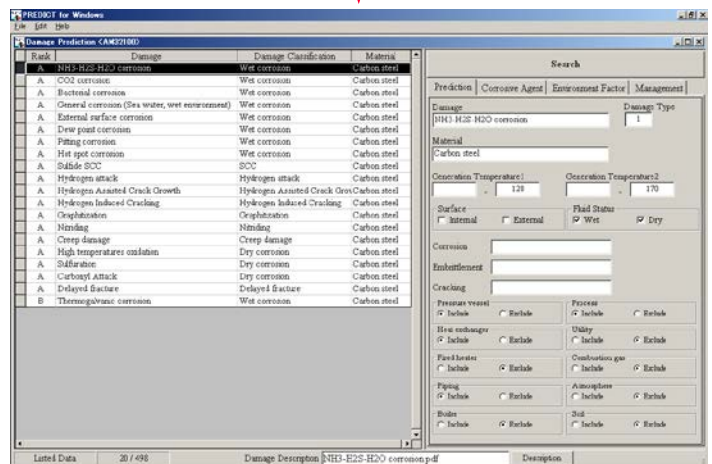 PREDICT for Windows
File Edit Help
Damage Prediction (AM32100)
Rank Damage Damage Classification Material
A NH3-H2S-H2O corrosion Wet corrosion Carbon steel
A CO2 corrosion Wet corrosion Carbon steel
A Bacterial corrosion Wet corrosion Carbon steel
A General corrosion (Sea water, wet environment) Wet corrosion Carbon steel
A External surface corrosion Wet corrosion Carbon steel
A Dew point corrosion Wet corrosion Carbon steel
A Pitting corrosion Wet corrosion Carbon steel
A Hot spot corrosion Wet corrosion Carbon steel
A Sulfide SCC SCC Carbon steel
A Hydrogen attack Hydrogen attack Carbon steel
A Hydrogen Assisted Crack Growth Hydrogen Assisted Crack Grov Carbon steel
A Hydrogen Induced Cracking Hydrogen Induced Cracking Carbon steel
A Graphitization Graphitization Carbon steel
A Nitriding Nitriding Carbon steel
A Creep damage Creep damage Carbon steel
A High temperatures oxidation Dry corrosion Carbon steel
A Sulfuration Dry corrosion Carbon steel
A Carbonyl Attack Dry corrosion Carbon steel
A Delayed fracture Delayed fracture Carbon steel
B Thermogalvanic corrosion Wet corrosion Carbon steel
Search
Prediction Corrosive Agent Environment Factor Management
Damage Damage Type
NH3-H2S-H2O corrosion 1
Material
Carbon steel
Generation Temperature1 Generation Temperature2
- 120 - 170
Surface Fluid Status
Internal External Wet Dry
Corrosion
Embrittlement
Cracking
Pressure vessel Process
Include Exclude Include Exclude
Heat exchanger Utility
Include Exclude Include Exclude
Fired heater Combustion gas
Include Exclude Include Exclude
Piping Atmosphere
Include Exclude Include Exclude
Boiler Soil
Include Exclude Include Exclude
Listed Data 20 / 498 Damage Description NH3-H2S-H2O corrosion.pdf Description